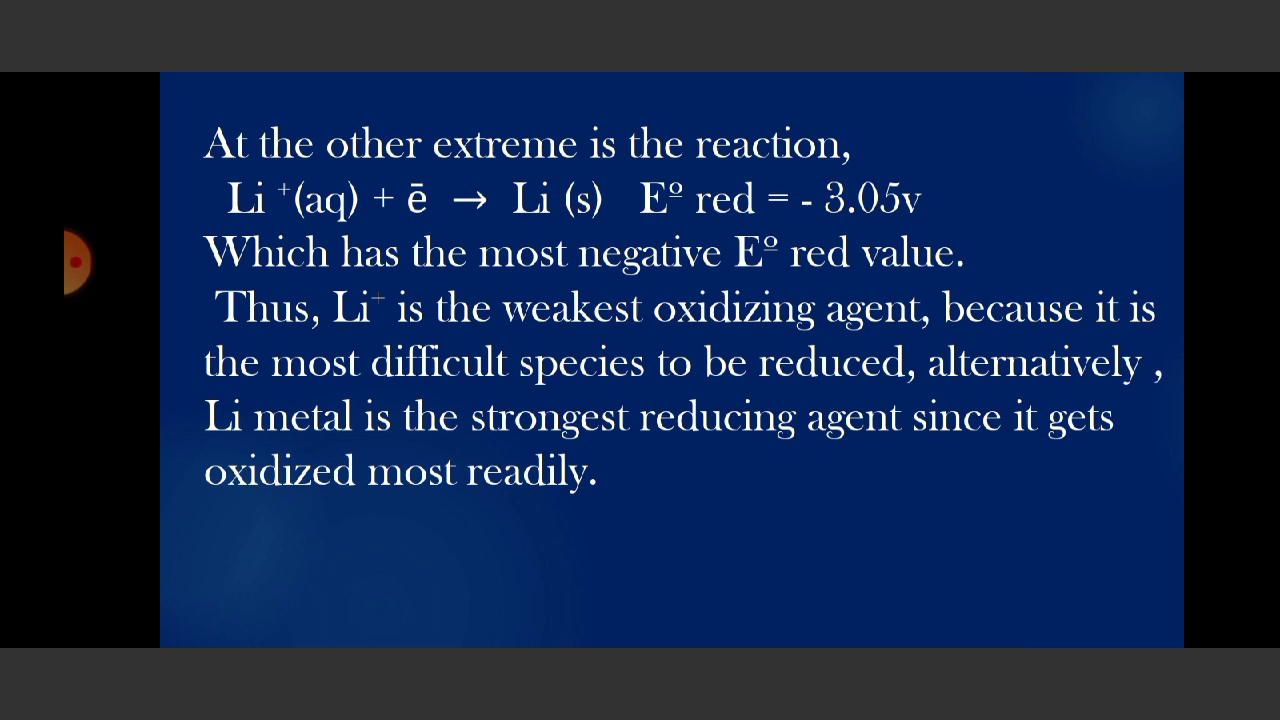 At the other extreme is the reaction,
Li ⁺(aq) + ē → Li (s) Eº red = - 3.05v
Which has the most negative Eº red value.
Thus, Li⁺ is the weakest oxidizing agent, because it is
the most difficult species to be reduced, alternatively ,
Li metal is the strongest reducing agent since it gets
oxidized most readily.